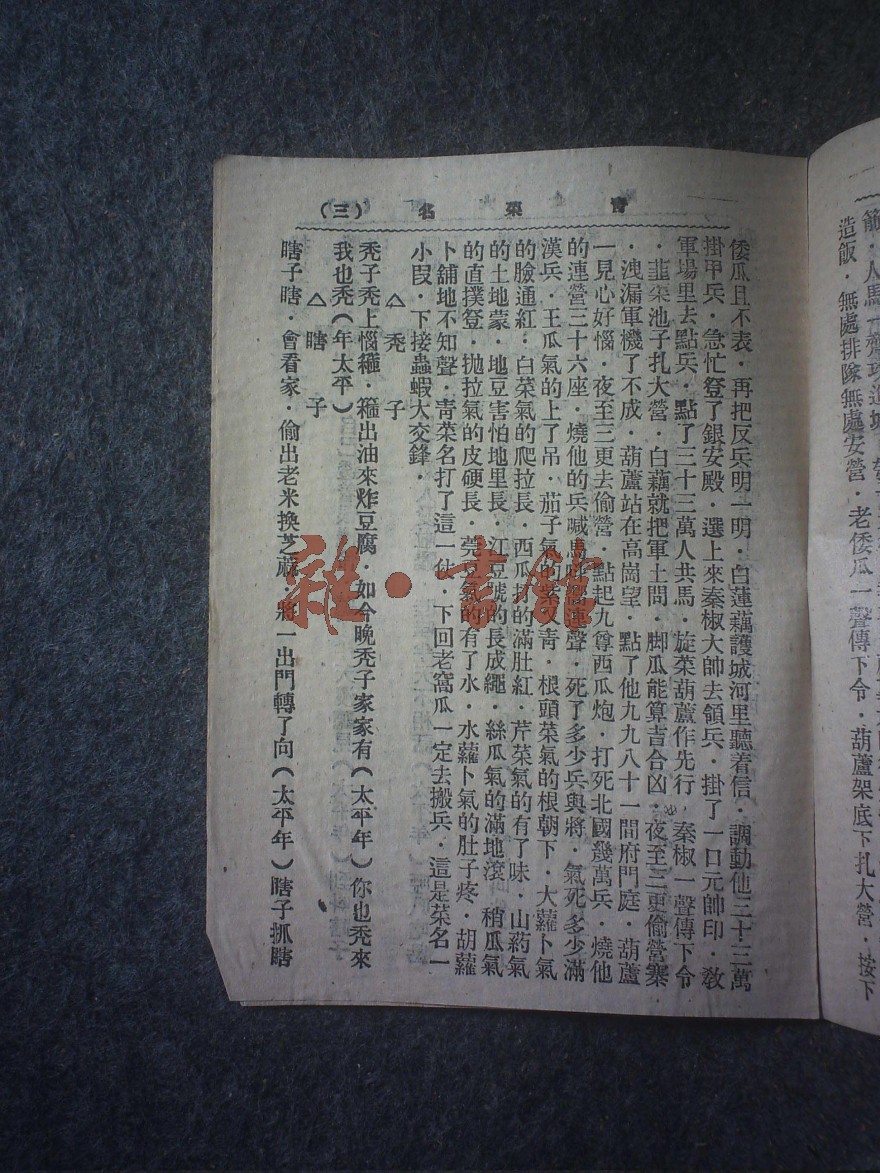 青菜名 (三)
倭瓜且不表·再把反兵明一明·白蓮藕護城河里聽着信·調動他三十三萬
掛甲兵·急忙登了銀安殿·選上來秦椒大帥去領兵·掛了一口元帥印·教
軍場里去點兵·點了三十三萬人共馬·旋菜葫蘆作先行，秦椒一聲傳下令
·韮菜池子扎大營·白藕就把軍士問·脚瓜能算吉合凶·夜至三更偷營寨
·洩漏軍機了不成·葫蘆站在高崗望·點了他九九八十一間府門庭·葫蘆
一見心好惱·夜至三更去偷營·點起九尊西瓜炮·打死北國幾萬兵·燒他
的連營三十六座·燒他的兵喊馬叫連聲·死了多少兵與將·氣死多少滿
漢兵·王瓜氣的上了吊·茄子氣的紫又青·根頭菜氣的根朝下·大蘿卜氣
的臉通紅·白菜氣的爬拉長·西瓜打的滿肚紅·芹菜氣的有了味·山葯氣
的土地蒙·地豆害怕地里長·江豆號的長成繩·絲瓜氣的滿地滾·稍瓜氣
的直撲登·抛拉氣的皮硬長·莞豆氣的有了水·水蘿卜氣的肚子疼·胡蘿
卜舖地不知聲·靑菜名打了這一仗·下回老窩瓜一定去搬兵·這是菜名一
小段·下接蟲蝦大交鋒·
△禿子
禿子禿上惱箍·箍出油來炸豆腐·如今晚禿子家家有(太平年)你也禿來
我也禿(年太平)
△瞎子
瞎子瞎·會看家·偷出老米換芝蔴·將一出門轉了向(太平年)瞎子抓瞎
雜·書館
造飯·無處排隊無處安營·老倭瓜一聲傳下令·葫蘆架底下扎大營·按下